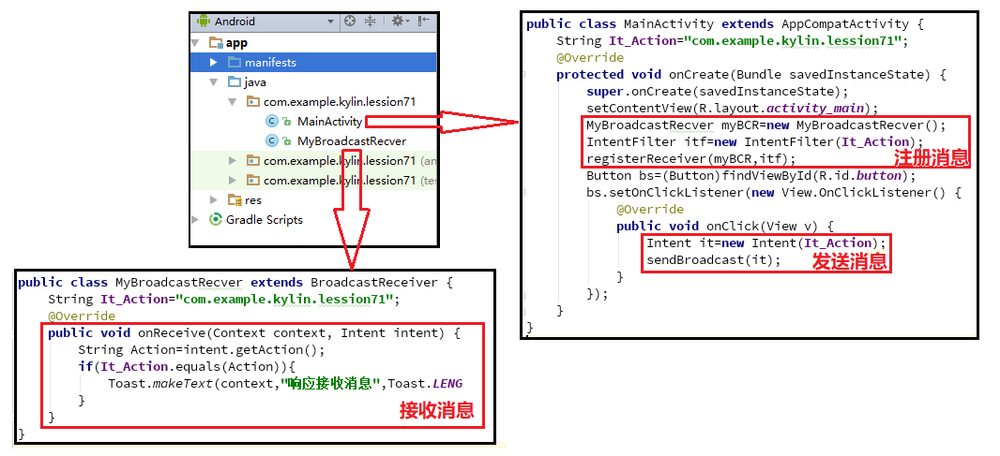 Android
app
manifests
java
com.example.kylin.lession71
MainActivity
MyBroadcastRecver
com.example.kylin.lession71 (an
com.example.kylin.lession71 (tes
res
Gradle Scripts
public class MainActivity extends AppCompatActivity {
String It_Action="com.example.kylin.lession71";
@Override
protected void onCreate(Bundle savedInstanceState) {
super.onCreate(savedInstanceState);
setContentView(R.layout.activity_main);
MyBroadcastRecver myBCR=new MyBroadcastRecver();
IntentFilter itf=new IntentFilter(It_Action);
registerReceiver(myBCR,itf);
注册消息
Button bs=(Button)findViewById(R.id.button);
bs.setOnClickListener(new View.OnClickListener() {
@Override
public void onClick(View v) {
Intent it=new Intent(It_Action);
sendBroadcast(it);
发送消息
}
});
}
}
public class MyBroadcastRecver extends BroadcastReceiver {
String It_Action="com.example.kylin.lession71";
@Override
public void onReceive(Context context, Intent intent) {
String Action=intent.getAction();
if(It_Action.equals(Action)){
Toast.makeText(context,"响应接收消息",Toast.LENG
}
接收消息
}
}